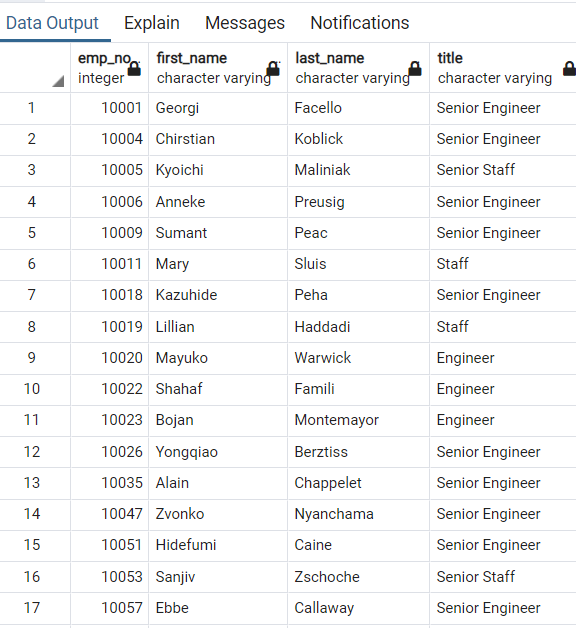 Data Output Explain Messages Notifications
emp_no first_name last_name title
integer character varying character varying character varying
1 10001 Georgi Facello Senior Engineer
2 10004 Chirstian Koblick Senior Engineer
3 10005 Kyoichi Maliniak Senior Staff
4 10006 Anneke Preusig Senior Engineer
5 10009 Sumant Peac Senior Engineer
6 10011 Mary Sluis Staff
7 10018 Kazuhide Peha Senior Engineer
8 10019 Lillian Haddadi Staff
9 10020 Mayuko Warwick Engineer
10 10022 Shahaf Famili Engineer
11 10023 Bojan Montemayor Engineer
12 10026 Yongqiao Berztiss Senior Engineer
13 10035 Alain Chappelet Senior Engineer
14 10047 Zvonko Nyanchama Senior Engineer
15 10051 Hidefumi Caine Senior Engineer
16 10053 Sanjiv Zschoche Senior Staff
17 10057 Ebbe Callaway Senior Engineer